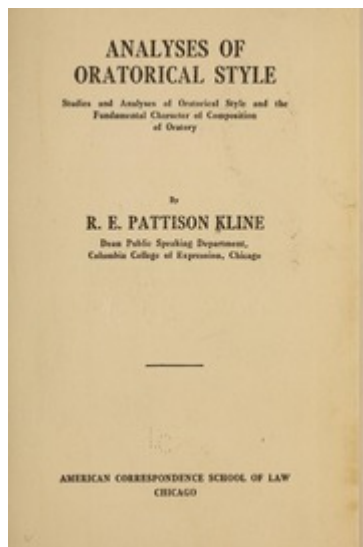 ANALYSES OF
ORATORICAL STYLE
Studies and Analyses of Oratorical Style and the
Fundamental Character of Composition
of Oratory
By
R. E. PATTISON KLINE
Dean Public Speaking Department,
Columbia College of Expression, Chicago
AMERICAN CORRESPONDENCE SCHOOL OF LAW
CHICAGO